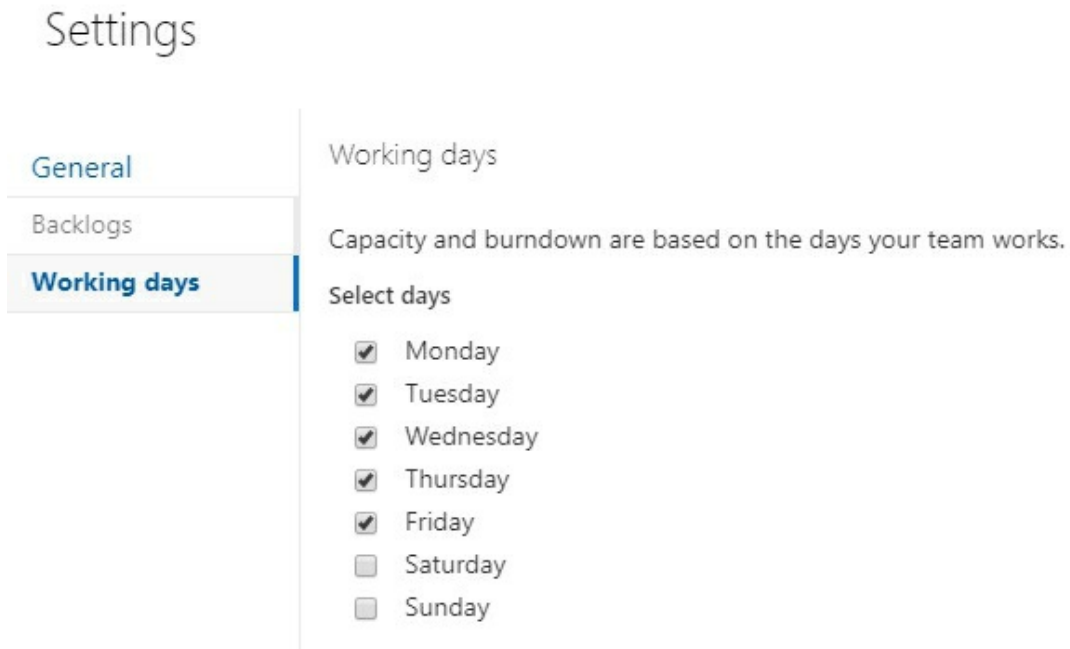 Settings
General
Backlogs
Working days
Working days
Capacity and burndown are based on the days your team works.
Select days
Monday
Tuesday
Wednesday
Thursday
Friday
Saturday
Sunday